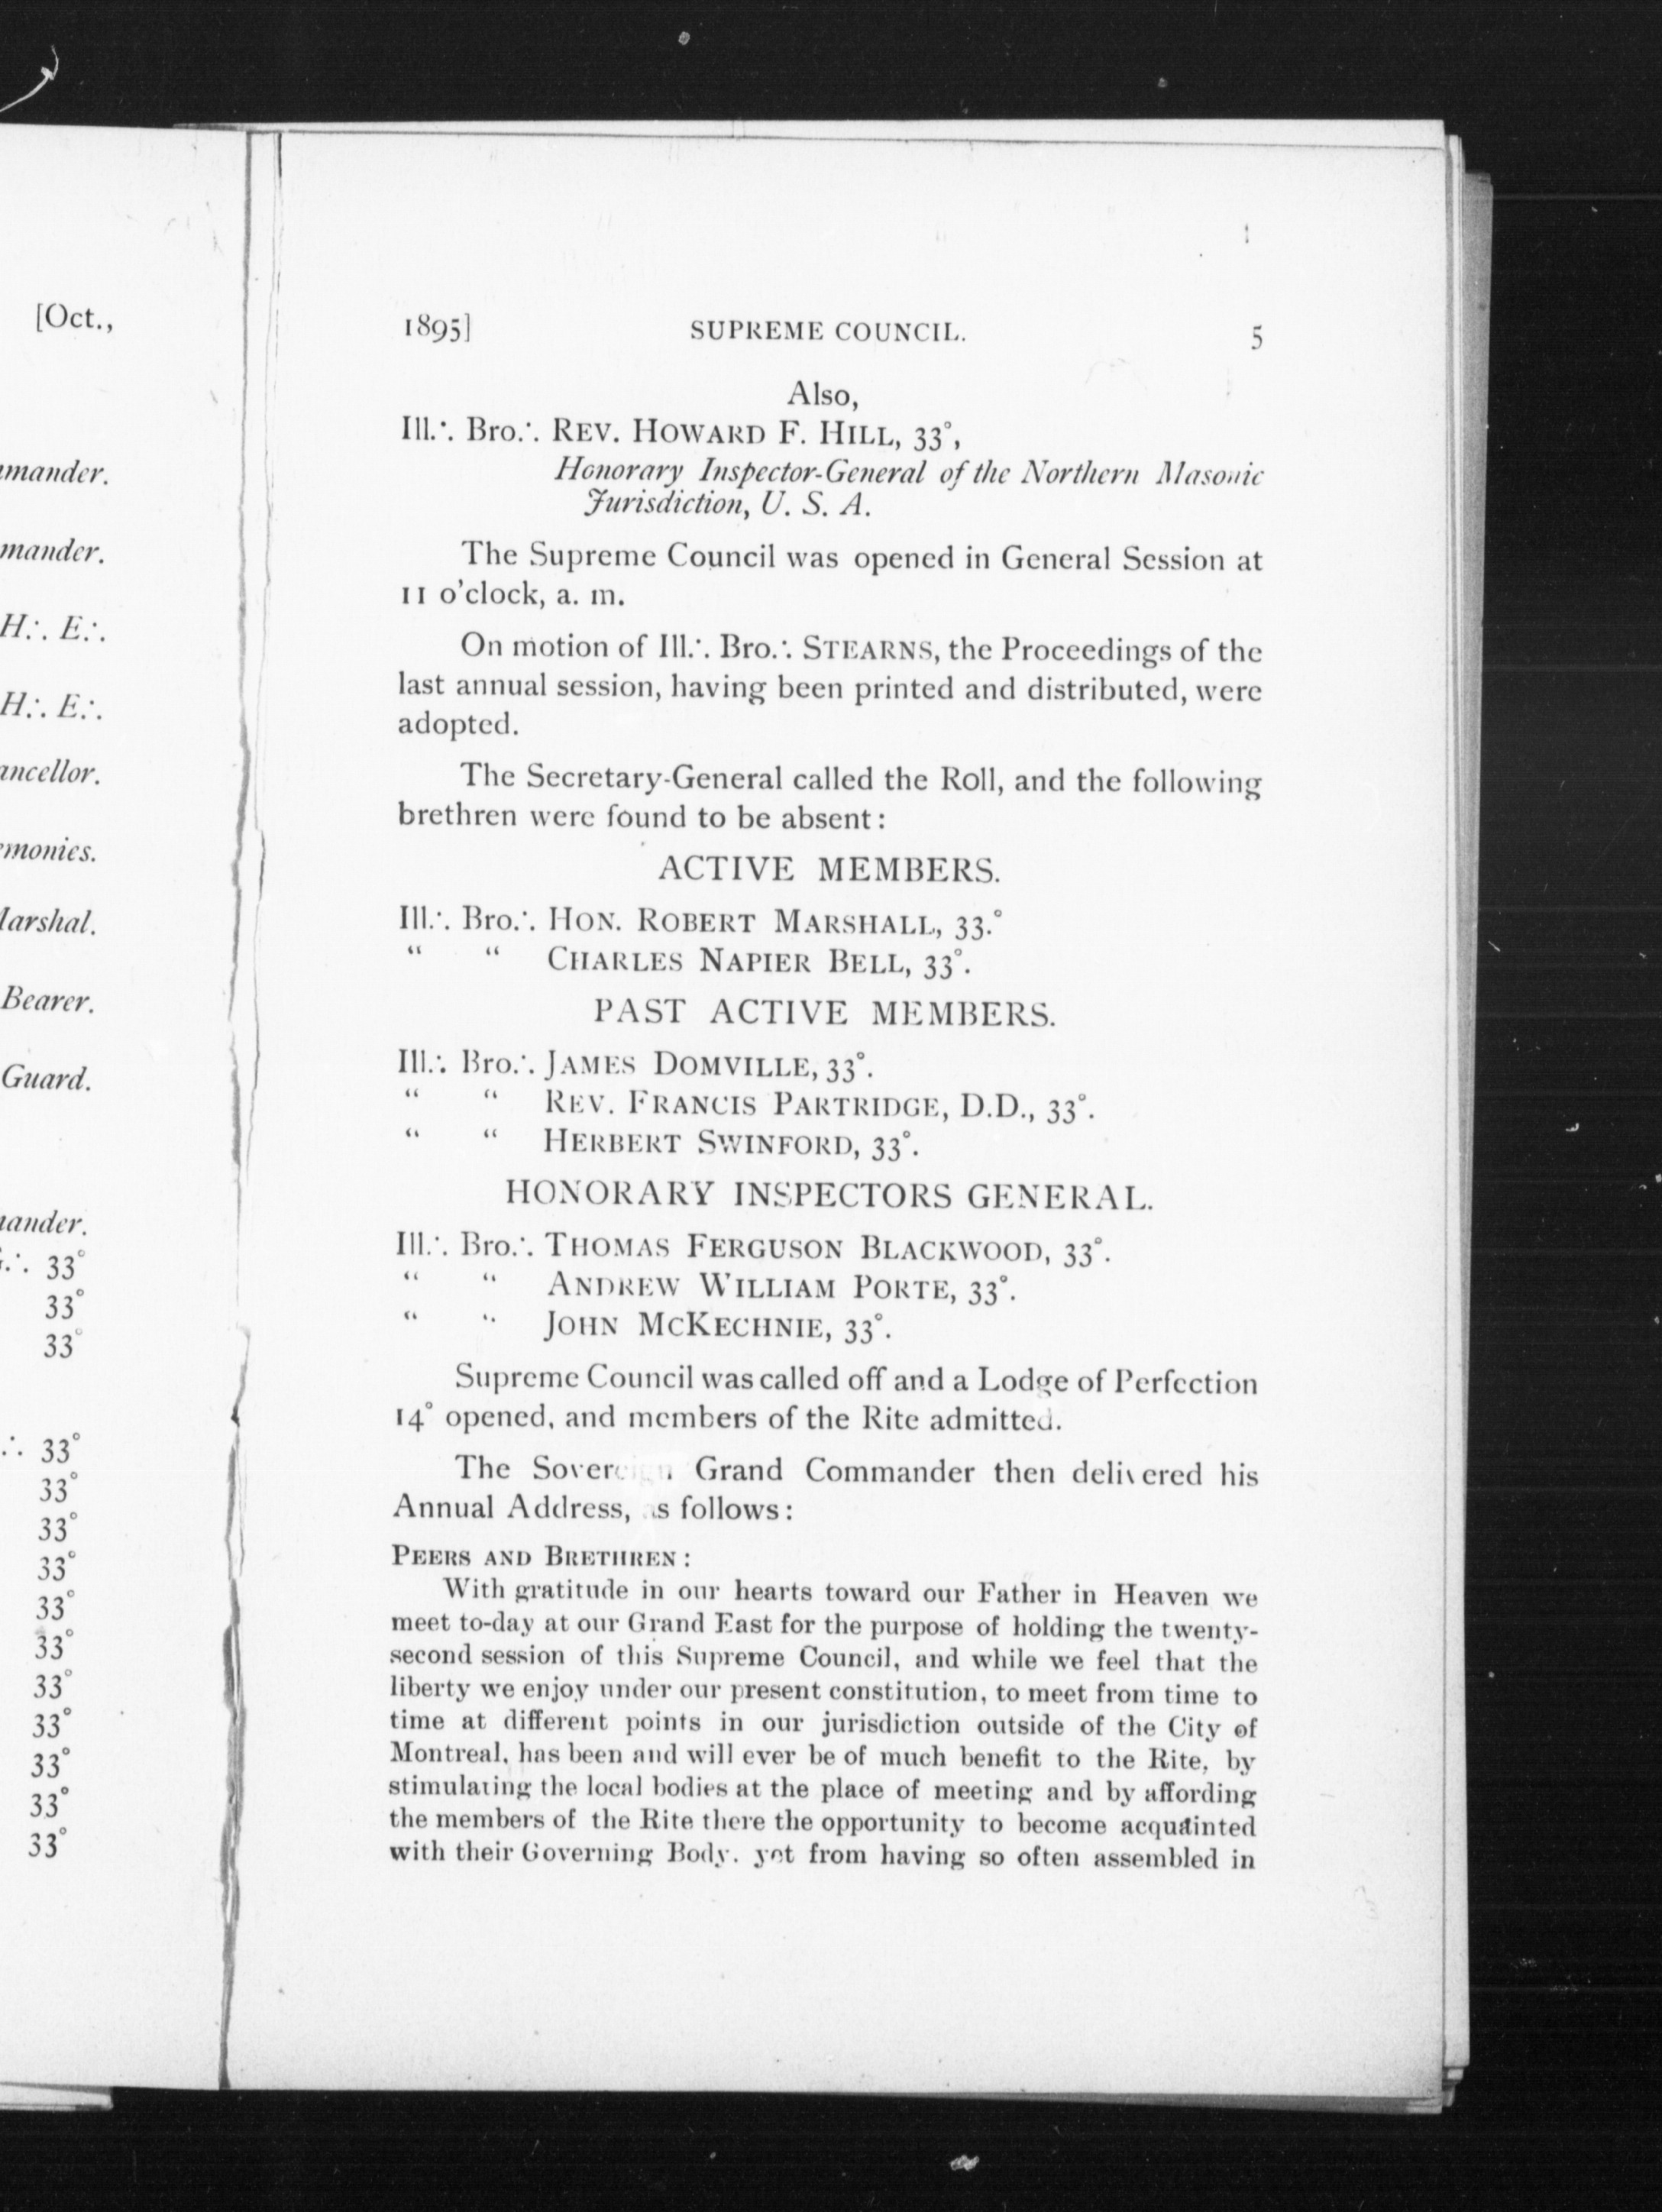 [Oct.,
mander.
mander.
H∴ E∴
H∴ E∴
Bearer.
Guard.
33°
33°
33°
33°
33°
33°
33°
33°
33°
33°
33°
33°
33°
33°
1895] SUPREME COUNCIL. 5
Also,
Ill∴ Bro∴ REV. HOWARD F. HILL, 33°,
Honorary Inspector-General of the Northern Masonic
Jurisdiction, U. S. A.
The Supreme Council was opened in General Session at
11 o'clock, a. m.
On motion of Ill∴ Bro∴ STEARNS, the Proceedings of the
last annual session, having been printed and distributed, were
adopted.
The Secretary-General called the Roll, and the following
brethren were found to be absent:
ACTIVE MEMBERS.
Ill∴ Bro∴ HON. ROBERT MARSHALL, 33.°
" " CHARLES NAPIER BELL, 33°.
PAST ACTIVE MEMBERS.
Ill∴ Bro∴ JAMES DOMVILLE, 33°.
" " REV. FRANCIS PARTRIDGE, D.D., 33°.
" " HERBERT SWINFORD, 33°.
HONORARY INSPECTORS GENERAL.
Ill∴ Bro∴ THOMAS FERGUSON BLACKWOOD, 33°.
" " ANDREW WILLIAM PORTE, 33°.
" " JOHN MCKECHNIE, 33°.
Supreme Council was called off and a Lodge of Perfection
14° opened, and members of the Rite admitted.
The Sovereign Grand Commander then delivered his
Annual Address, as follows:
PEERS AND BRETHREN:
With gratitude in our hearts toward our Father in Heaven we
meet to-day at our Grand East for the purpose of holding the twenty-
second session of this Supreme Council, and while we feel that the
liberty we enjoy under our present constitution, to meet from time to
time at different points in our jurisdiction outside of the City of
Montreal, has been and will ever be of much benefit to the Rite, by
stimulating the local bodies at the place of meeting and by affording
the members of the Rite there the opportunity to become acquainted
with their Governing Body. yet from having so often assembled in